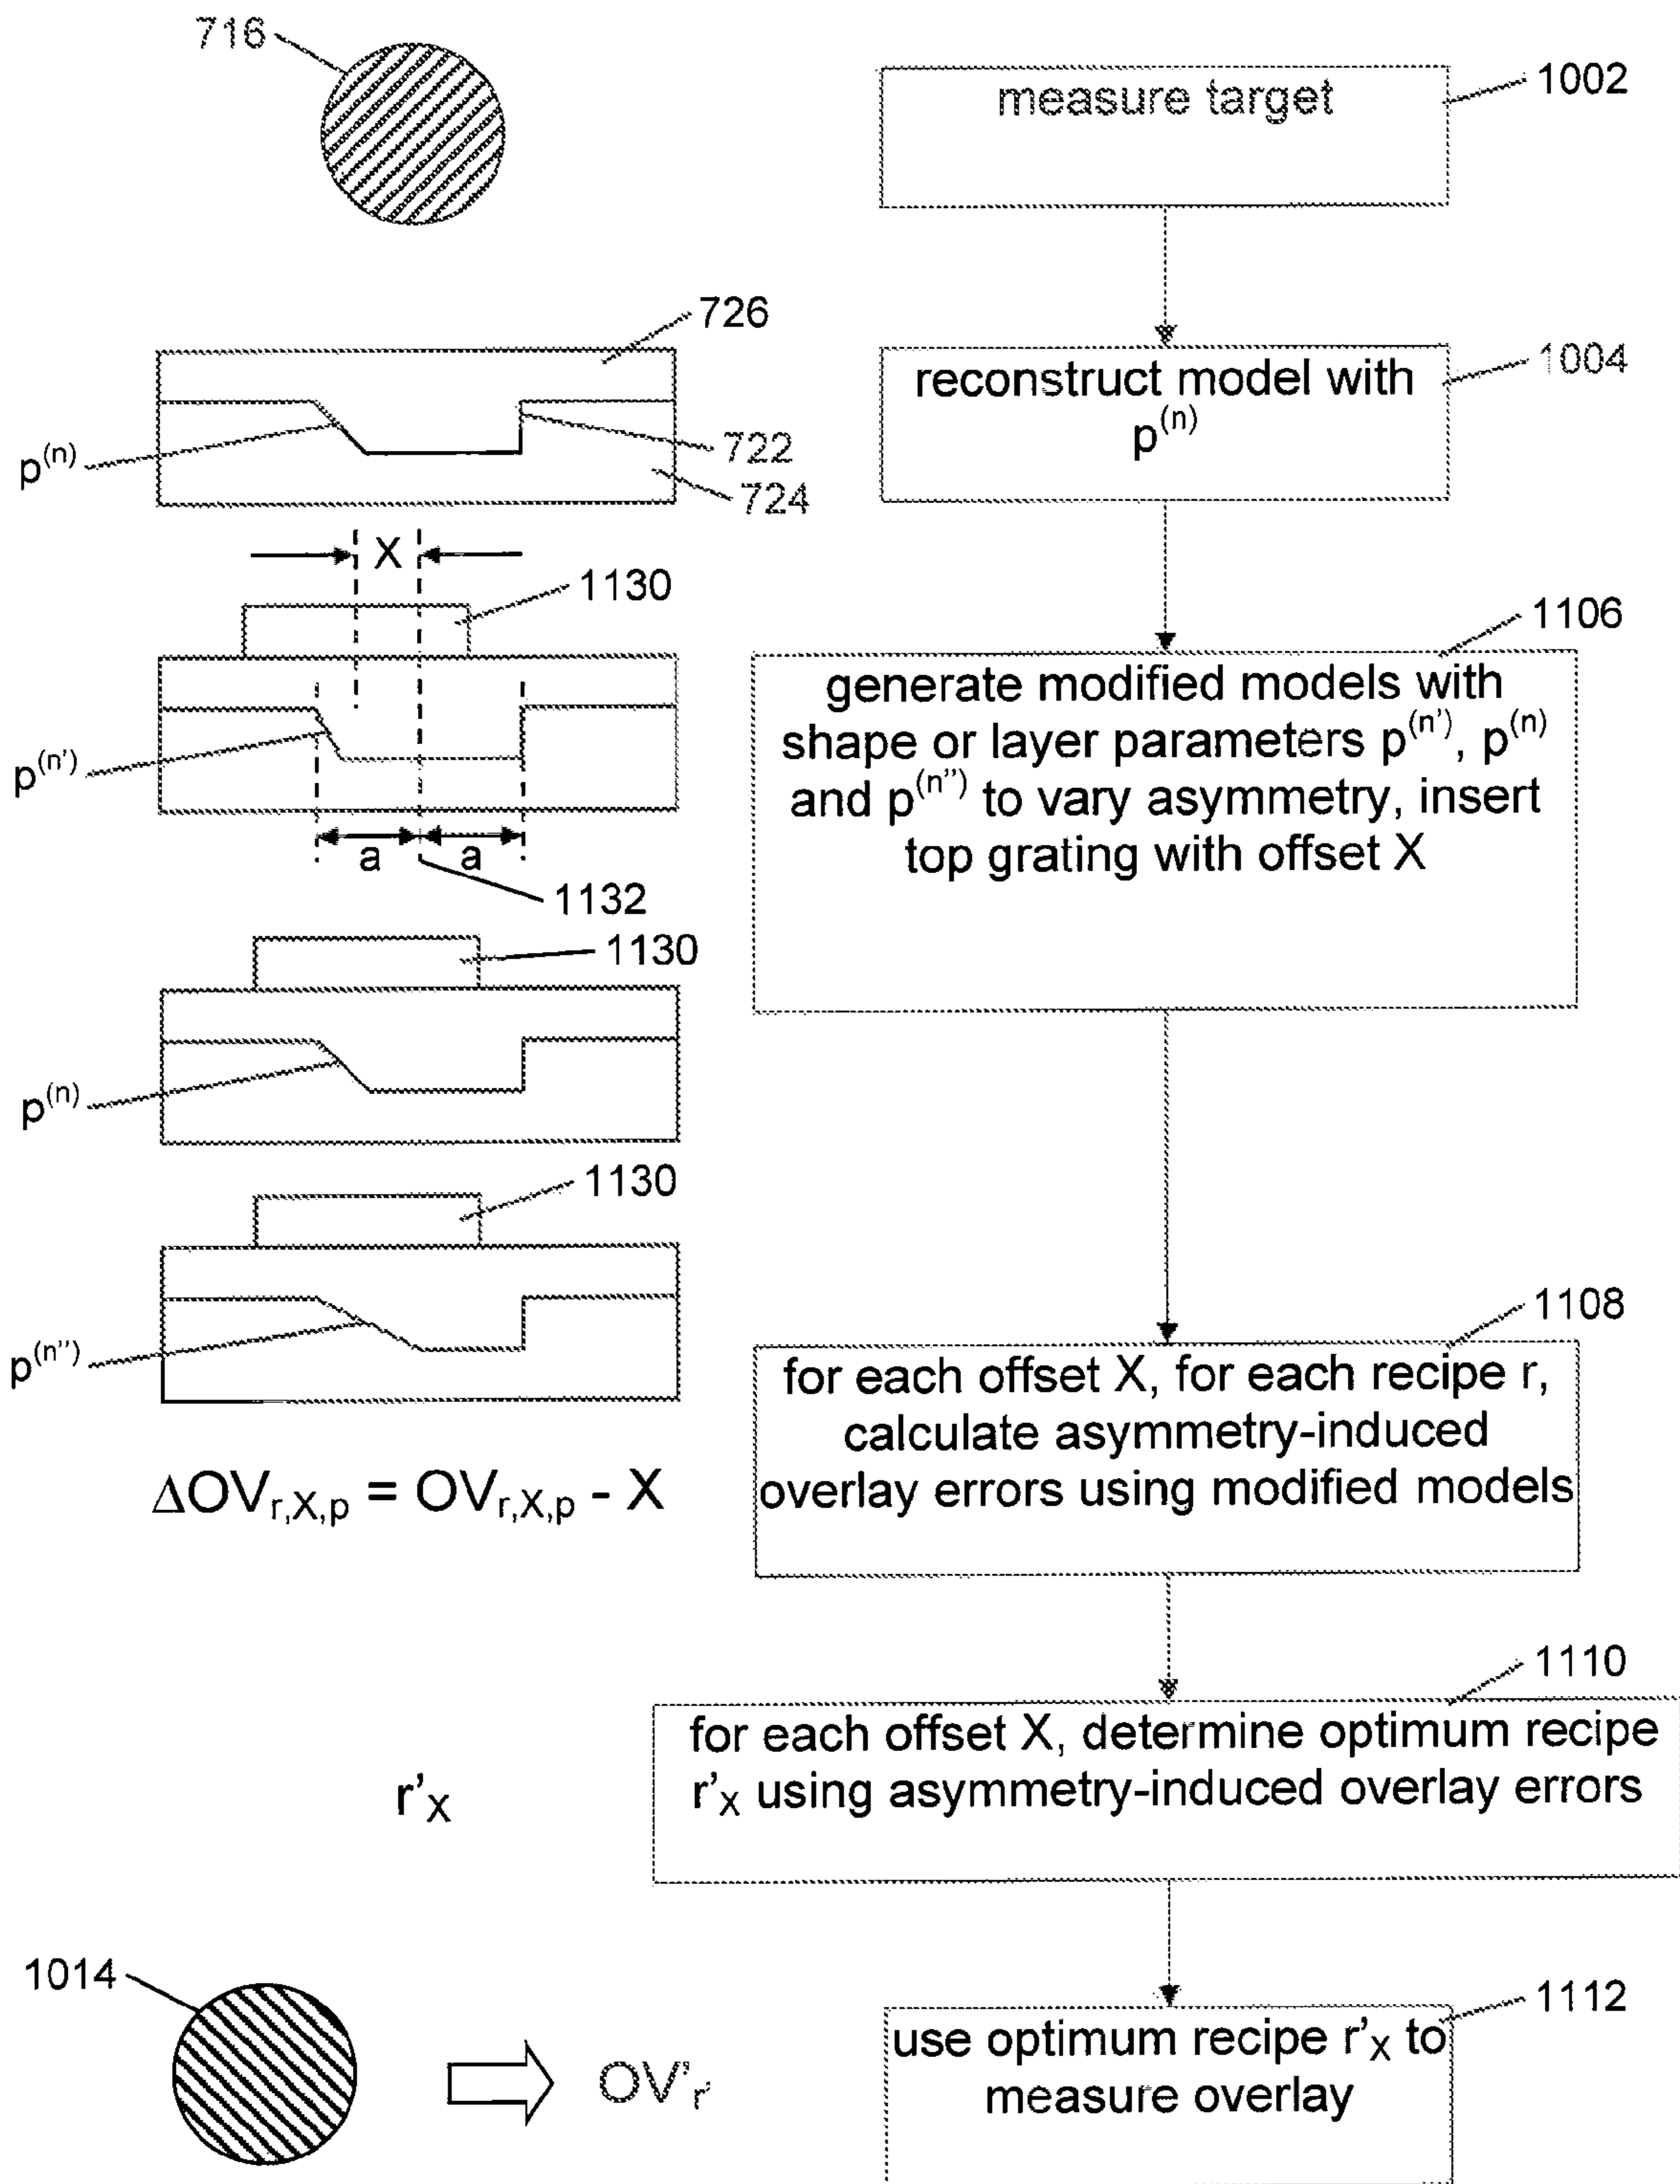 716
measure target
1002
726
p(n)
722
724
reconstruct model with
p(n)
1004
X
1130
p(n')
a
a
1132
1106
generate modified models with
shape or layer parameters p(n'), p(n)
and p(n'') to vary asymmetry, insert
top grating with offset X
1130
p(n)
1130
p(n'')
1108
for each offset X, for each recipe r,
calculate asymmetry-induced
overlay errors using modified models
ΔOVr,X,p = OVr,X,p - X
1110
for each offset X, determine optimum recipe
r'X using asymmetry-induced overlay errors
r'X
1014
OV'r'
1112
use optimum recipe r'X to
measure overlay